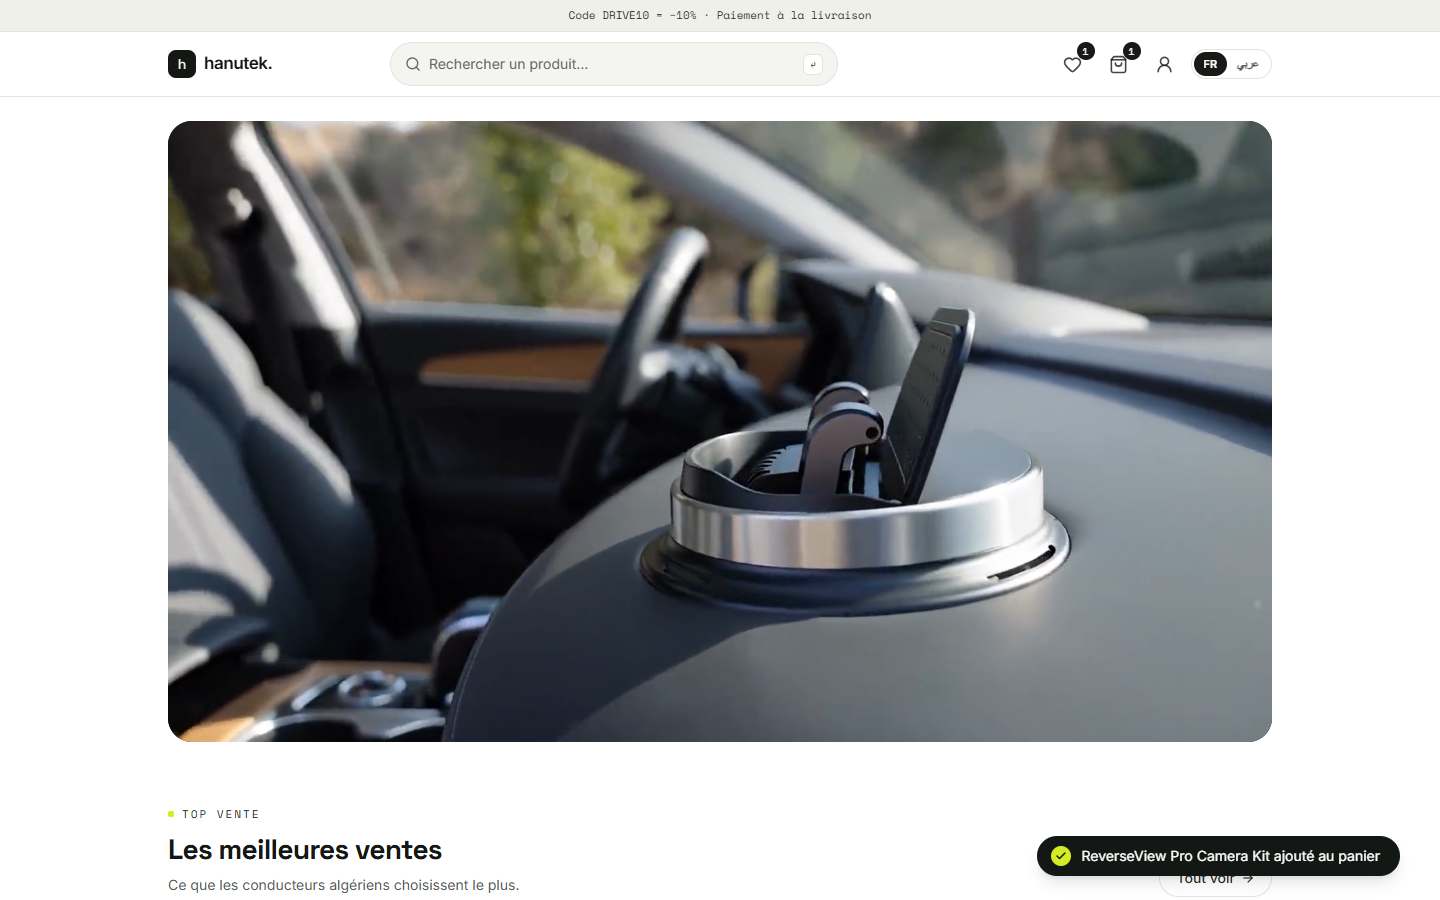 Code DRIVE10 = −10% · Paiement à la livraison
h hanutek.
Rechercher un produit...
1
1
FR
عربي
TOP VENTE
Les meilleures ventes
Ce que les conducteurs algériens choisissent le plus.
ReverseView Pro Camera Kit ajouté au panier
Tout voir →